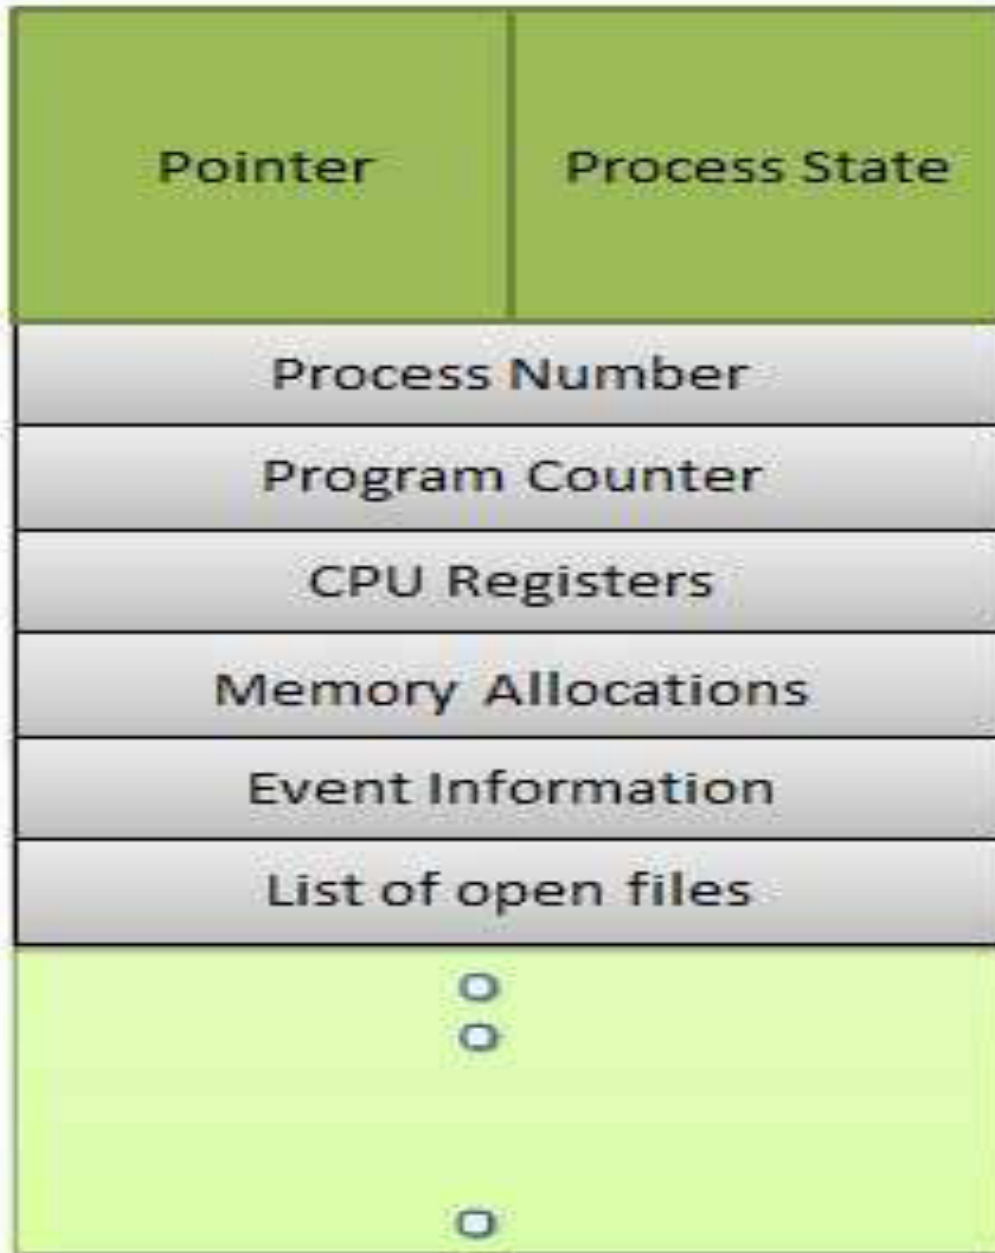 Pointer
Process State
Process Number
Program Counter
CPU Registers
Memory Allocations
Event Information
List of open files